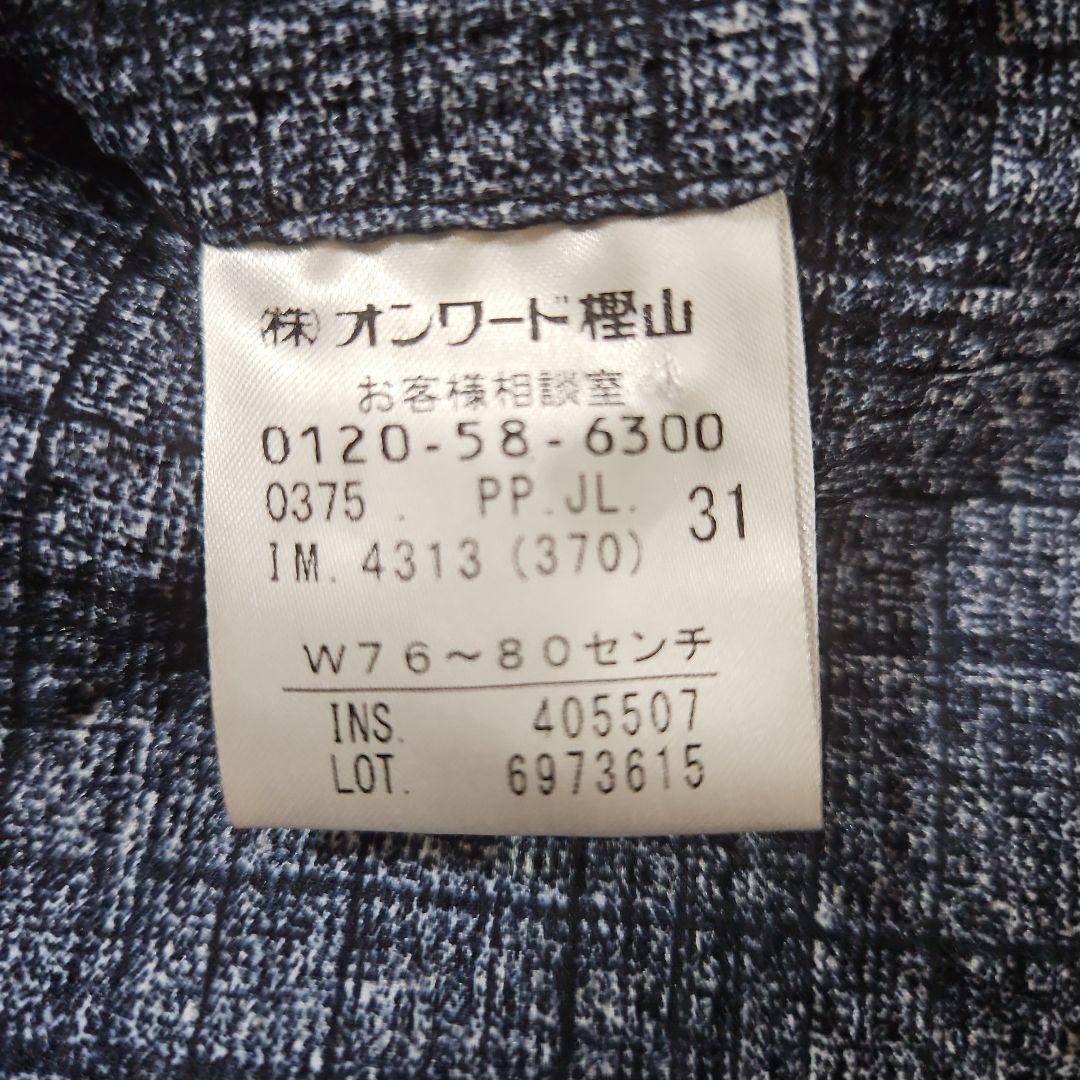 (株)オンワード樫山
お客様相談室
0120-58-6300
0375. PP.JL. 31
IM. 4313 (370)
W76〜80センチ
INS. 405507
LOT. 6973615